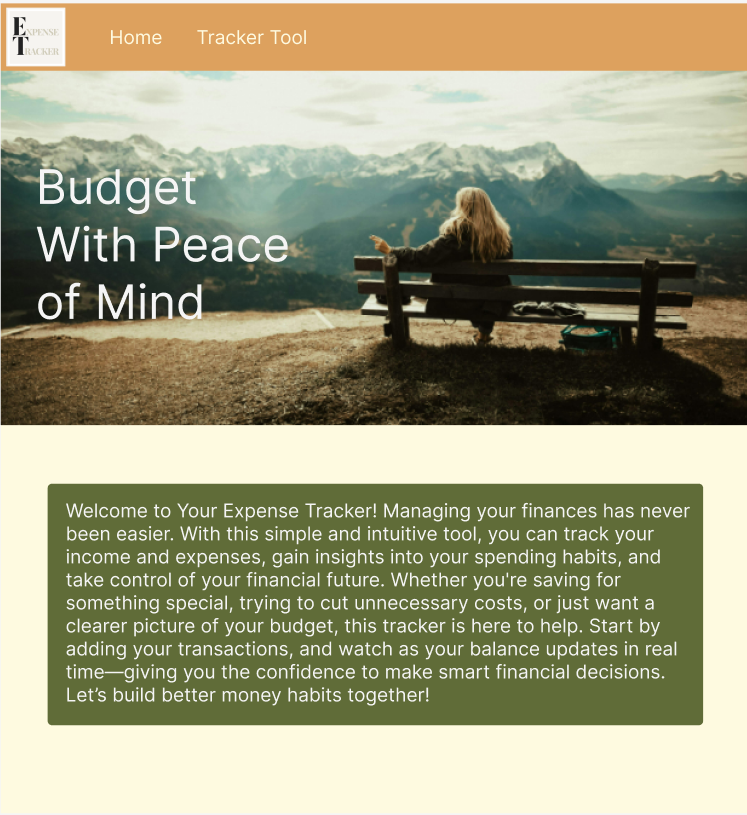 EXPENSE
TRACKER
Home
Tracker Tool
Budget
With Peace
of Mind
Welcome to Your Expense Tracker! Managing your finances has never
been easier. With this simple and intuitive tool, you can track your
income and expenses, gain insights into your spending habits, and
take control of your financial future. Whether you're saving for
something special, trying to cut unnecessary costs, or just want a
clearer picture of your budget, this tracker is here to help. Start by
adding your transactions, and watch as your balance updates in real
time—giving you the confidence to make smart financial decisions.
Let’s build better money habits together!